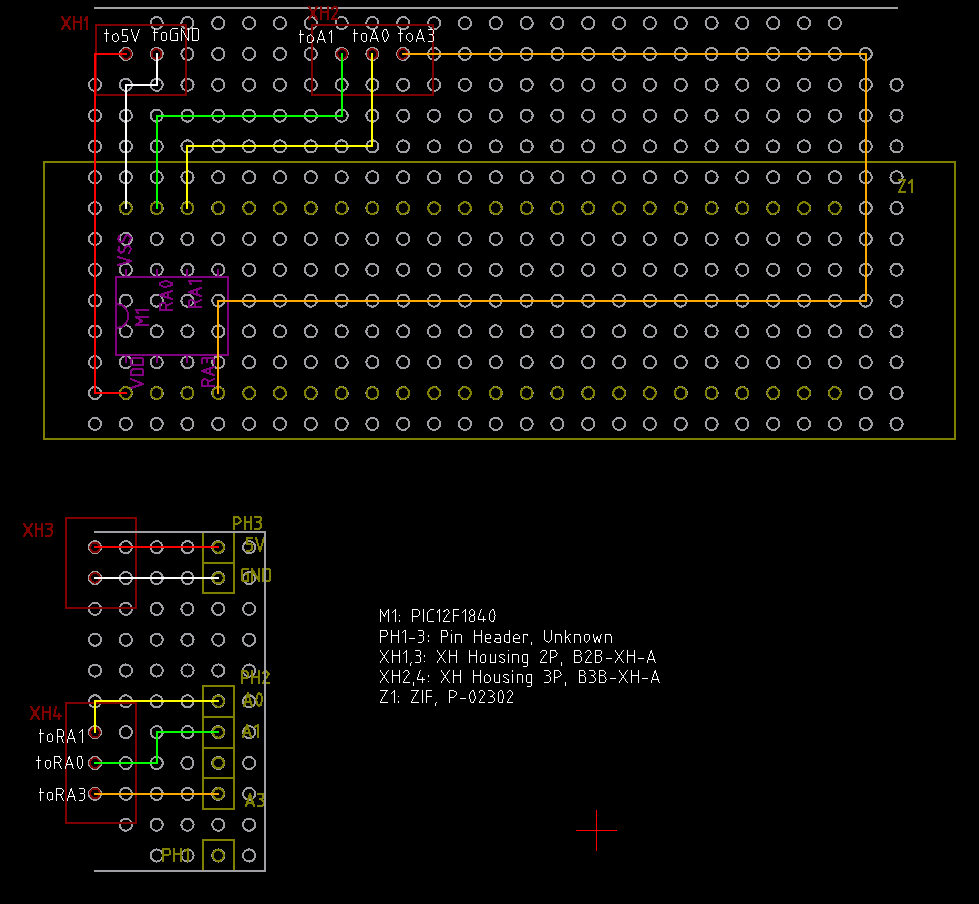 XH1
XH2
to5V toGND
toA1 toA0 toA3
Z1
VSS
RA0
RA1
M1
VDD
RA3
XH3
PH3
5V
GND
PH2
A0
XH4
A1
toRA1
toRA0
toRA3
A3
PH1
M1: PIC12F1840
PH1-3: Pin Header, Unknown
XH1,3: XH Housing 2P, B2B-XH-A
XH2,4: XH Housing 3P, B3B-XH-A
Z1: ZIF, P-02302